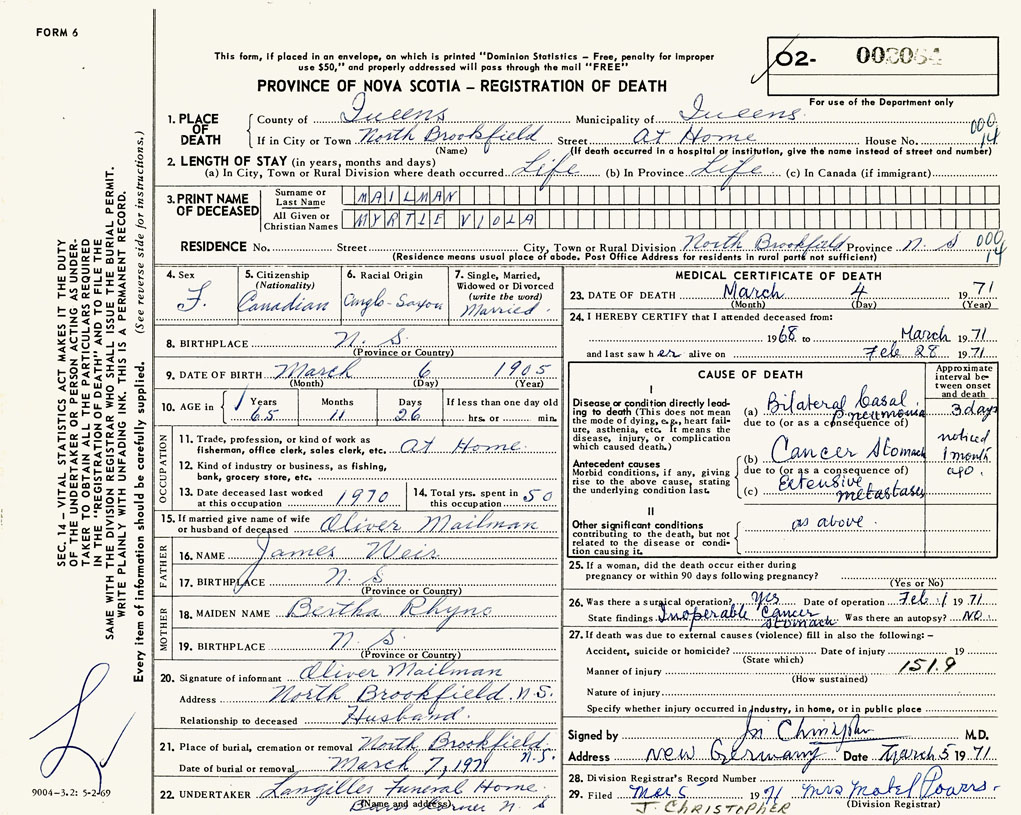 FORM 6
This form, if placed in an envelope, on which is printed "Dominion Statistics – Free, penalty for improper
use $50," and properly addressed will pass through the mail "FREE"
PROVINCE OF NOVA SCOTIA – REGISTRATION OF DEATH
02-
For use of the Department only
1. PLACE OF DEATH
County of Queens Municipality of Queens
If in City or Town North Brookfield Street At Home House No.
000
14
(Name) (If death occurred in a hospital or institution, give the name instead of street and number)
2. LENGTH OF STAY (in years, months and days)
(a) In City, Town or Rural Division where death occurred Life (b) In Province Life (c) In Canada (if immigrant)
3. PRINT NAME OF DECEASED
Surname or Last Name MAILMAN
All Given or Christian Names MYRTLE VIOLA
RESIDENCE No. Street City, Town or Rural Division North Brookfield Province N. S
000
14
(Residence means usual place of abode. Post Office Address for residents in rural parts not sufficient)
4. Sex
F.
5. Citizenship
(Nationality)
Canadian
6. Racial Origin
Anglo-Saxon
7. Single, Married,
Widowed or Divorced
(write the word)
Married.
8. BIRTHPLACE N. S.
(Province or Country)
9. DATE OF BIRTH March 6 1905
(Month) (Day) (Year)
10. AGE in Years 65 Months 11 Days 26 If less than one day old
hrs. or min.
OCCUPATION
11. Trade, profession, or kind of work as
fisherman, office clerk, sales clerk, etc. At Home
12. Kind of industry or business, as fishing,
bank, grocery store, etc.
13. Date deceased last worked
at this occupation 1970
14. Total yrs. spent in
this occupation 50
15. If married give name of wife
or husband of deceased Oliver Mailman
FATHER
16. NAME James Weir
17. BIRTHPLACE N. S
(Province or Country)
MOTHER
18. MAIDEN NAME Bertha Rhyno
19. BIRTHPLACE N. S.
(Province or Country)
20. Signature of informant Oliver Mailman
Address North Brookfield N.S.
Relationship to deceased Husband.
21. Place of burial, cremation or removal North Brookfield N.S.
Date of burial or removal March 7, 1971
22. UNDERTAKER Langilles Funeral Home
(Name and address) N. S
MEDICAL CERTIFICATE OF DEATH
23. DATE OF DEATH March 4 1971
(Month) (Day) (Year)
24. I HEREBY CERTIFY that I attended deceased from:
1968 to March 1971
and last saw her alive on Feb 28 1971
CAUSE OF DEATH
Approximate interval between onset and death
I
Disease or condition directly leading to death (This does not mean the mode of dying, e.g., heart failure, asthenia, etc. It means the disease, injury, or complication which caused death.)
(a) Bilateral basal pneumonia 3 days
due to (or as a consequence of)
Antecedent causes
Morbid conditions, if any, giving rise to the above cause, stating the underlying condition last.
(b) Cancer Stomach noticed 1 month ago.
due to (or as a consequence of)
(c) Extensive metastases
II
Other significant conditions contributing to the death, but not related to the disease or condition causing it.
as above.
25. If a woman, did the death occur either during
pregnancy or within 90 days following pregnancy?
(Yes or No)
26. Was there a surgical operation? Yes Date of operation Feb. 1 1971
State findings Inoperable Cancer Stomach Was there an autopsy? No.
27. If death was due to external causes (violence) fill in also the following: –
Accident, suicide or homicide? Date of injury 19
(State which)
Manner of injury 151.9
(How sustained)
Nature of injury
Specify whether injury occurred in industry, in home, or in public place
Signed by M.D.
Address New Germany Date March 5 1971
28. Division Registrar's Record Number
29. Filed Mar 5 1971 Mrs Mabel Powers
J. CHRISTOPHER (Division Registrar)
SEC. 14 – VITAL STATISTICS ACT MAKES IT THE DUTY
OF THE UNDERTAKER OR PERSON ACTING AS UNDERTAKER
TO OBTAIN ALL THE PARTICULARS REQUIRED
IN THE "REGISTRATION OF DEATH" AND TO FILE THE
SAME WITH THE DIVISION REGISTRAR WHO SHALL ISSUE THE BURIAL PERMIT.
WRITE PLAINLY WITH UNFADING INK. THIS IS A PERMANENT RECORD.
Every item of information should be carefully supplied. (See reverse side for instructions.)
9004-3.2: 5-2-69